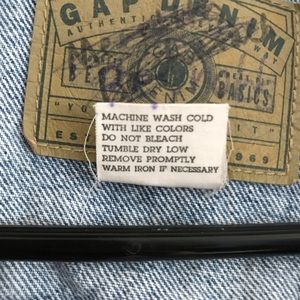 GAP DENIM
AUTHENTIC
BASICS
MACHINE WASH COLD
WITH LIKE COLORS
DO NOT BLEACH
TUMBLE DRY LOW
REMOVE PROMPTLY
WARM IRON IF NECESSARY
1969